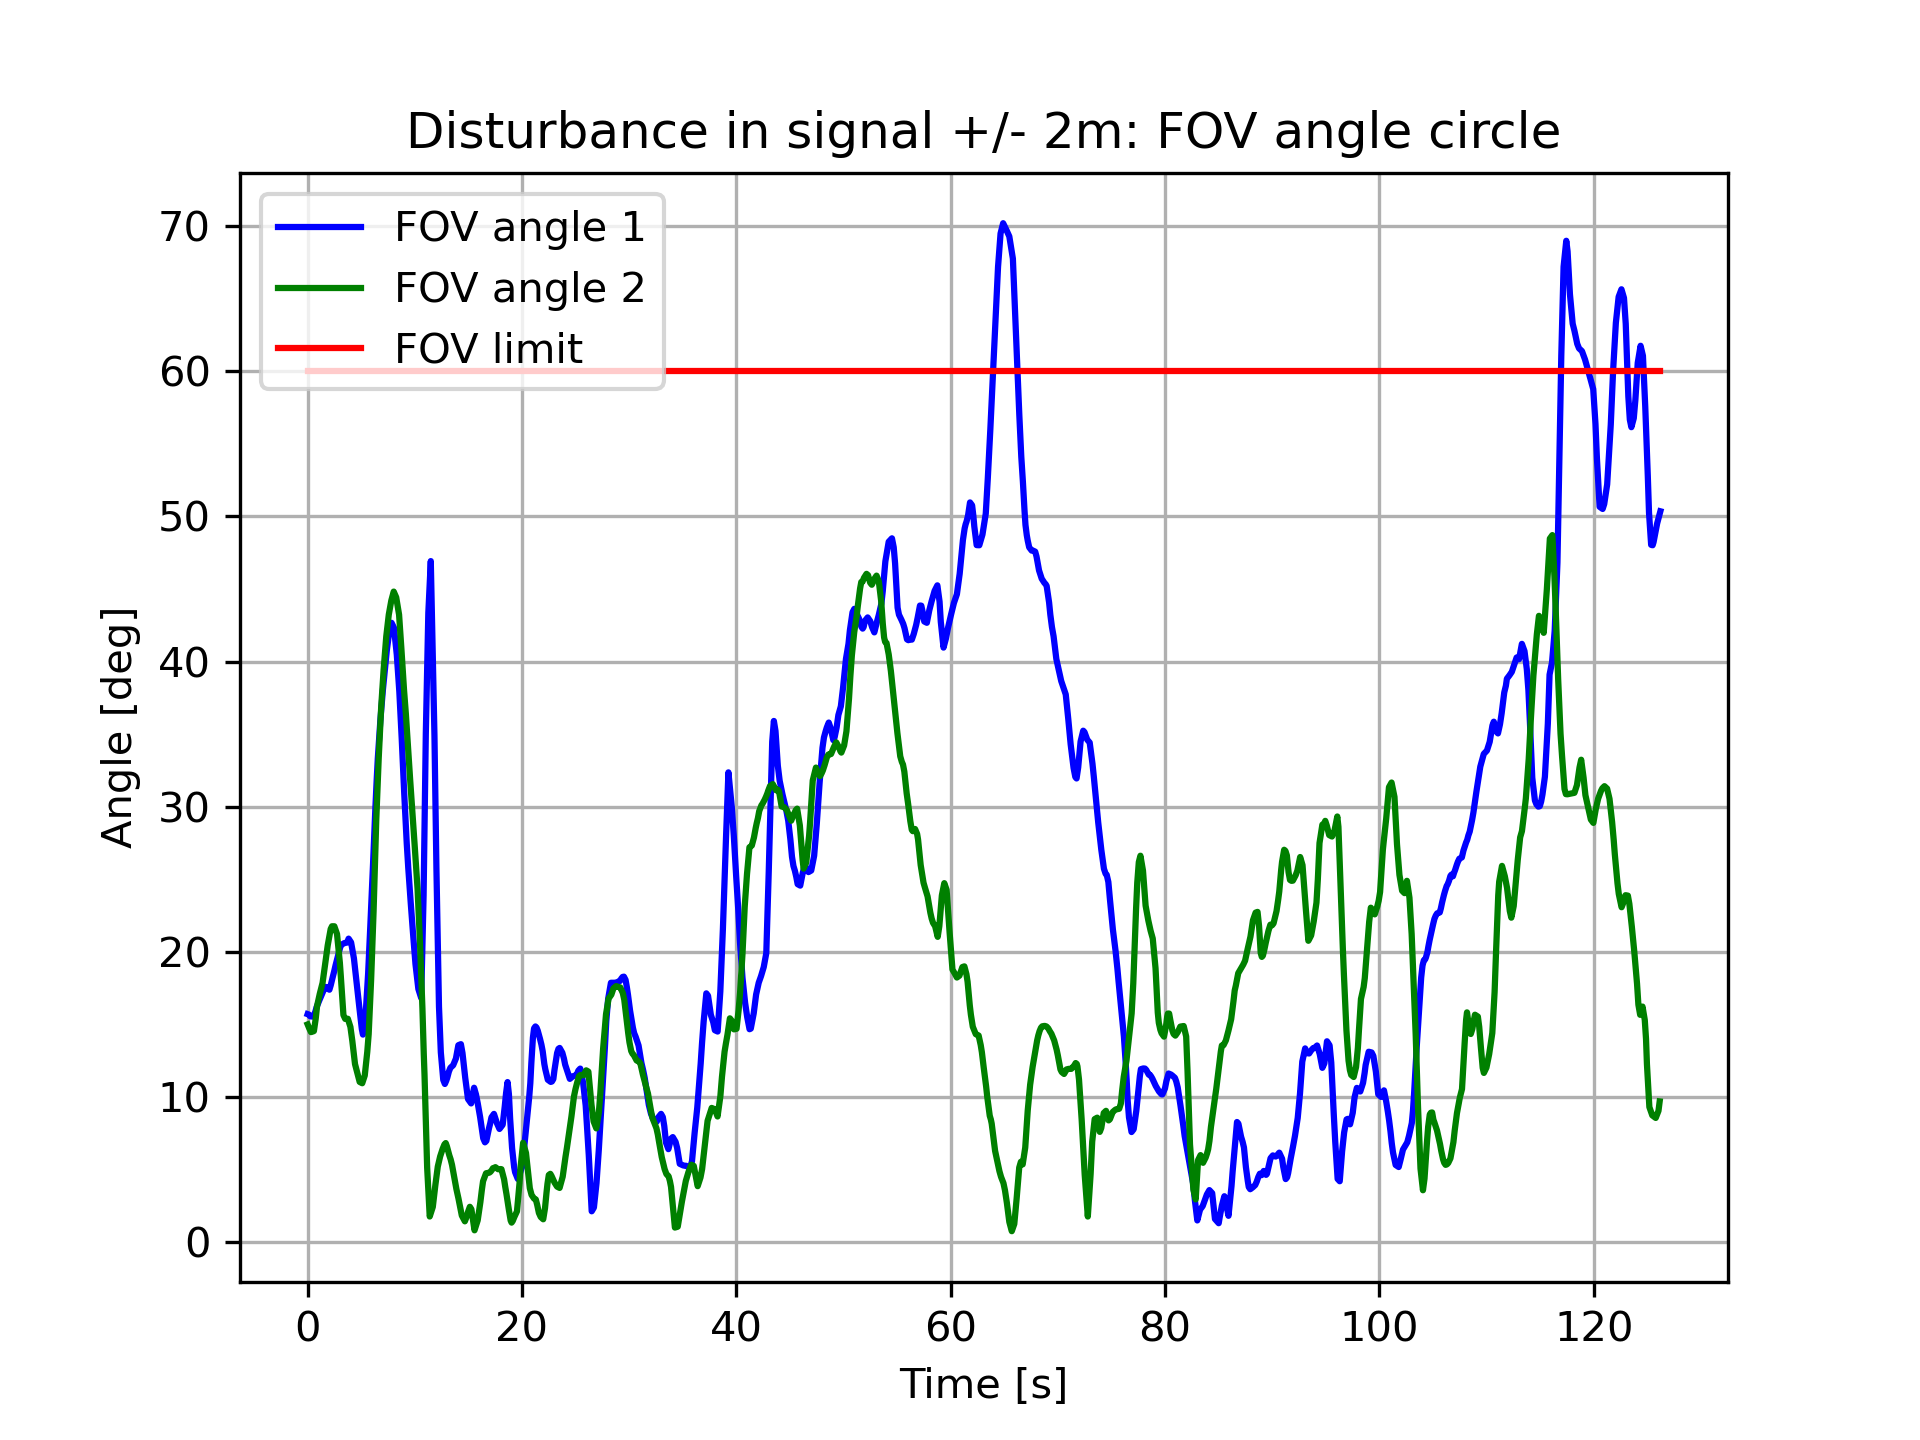 Disturbance in signal +/- 2m: FOV angle circle
FOV angle 1
FOV angle 2
FOV limit
70
60
50
40
30
20
10
0
Angle [deg]
0 20 40 60 80 100 120
Time [s]